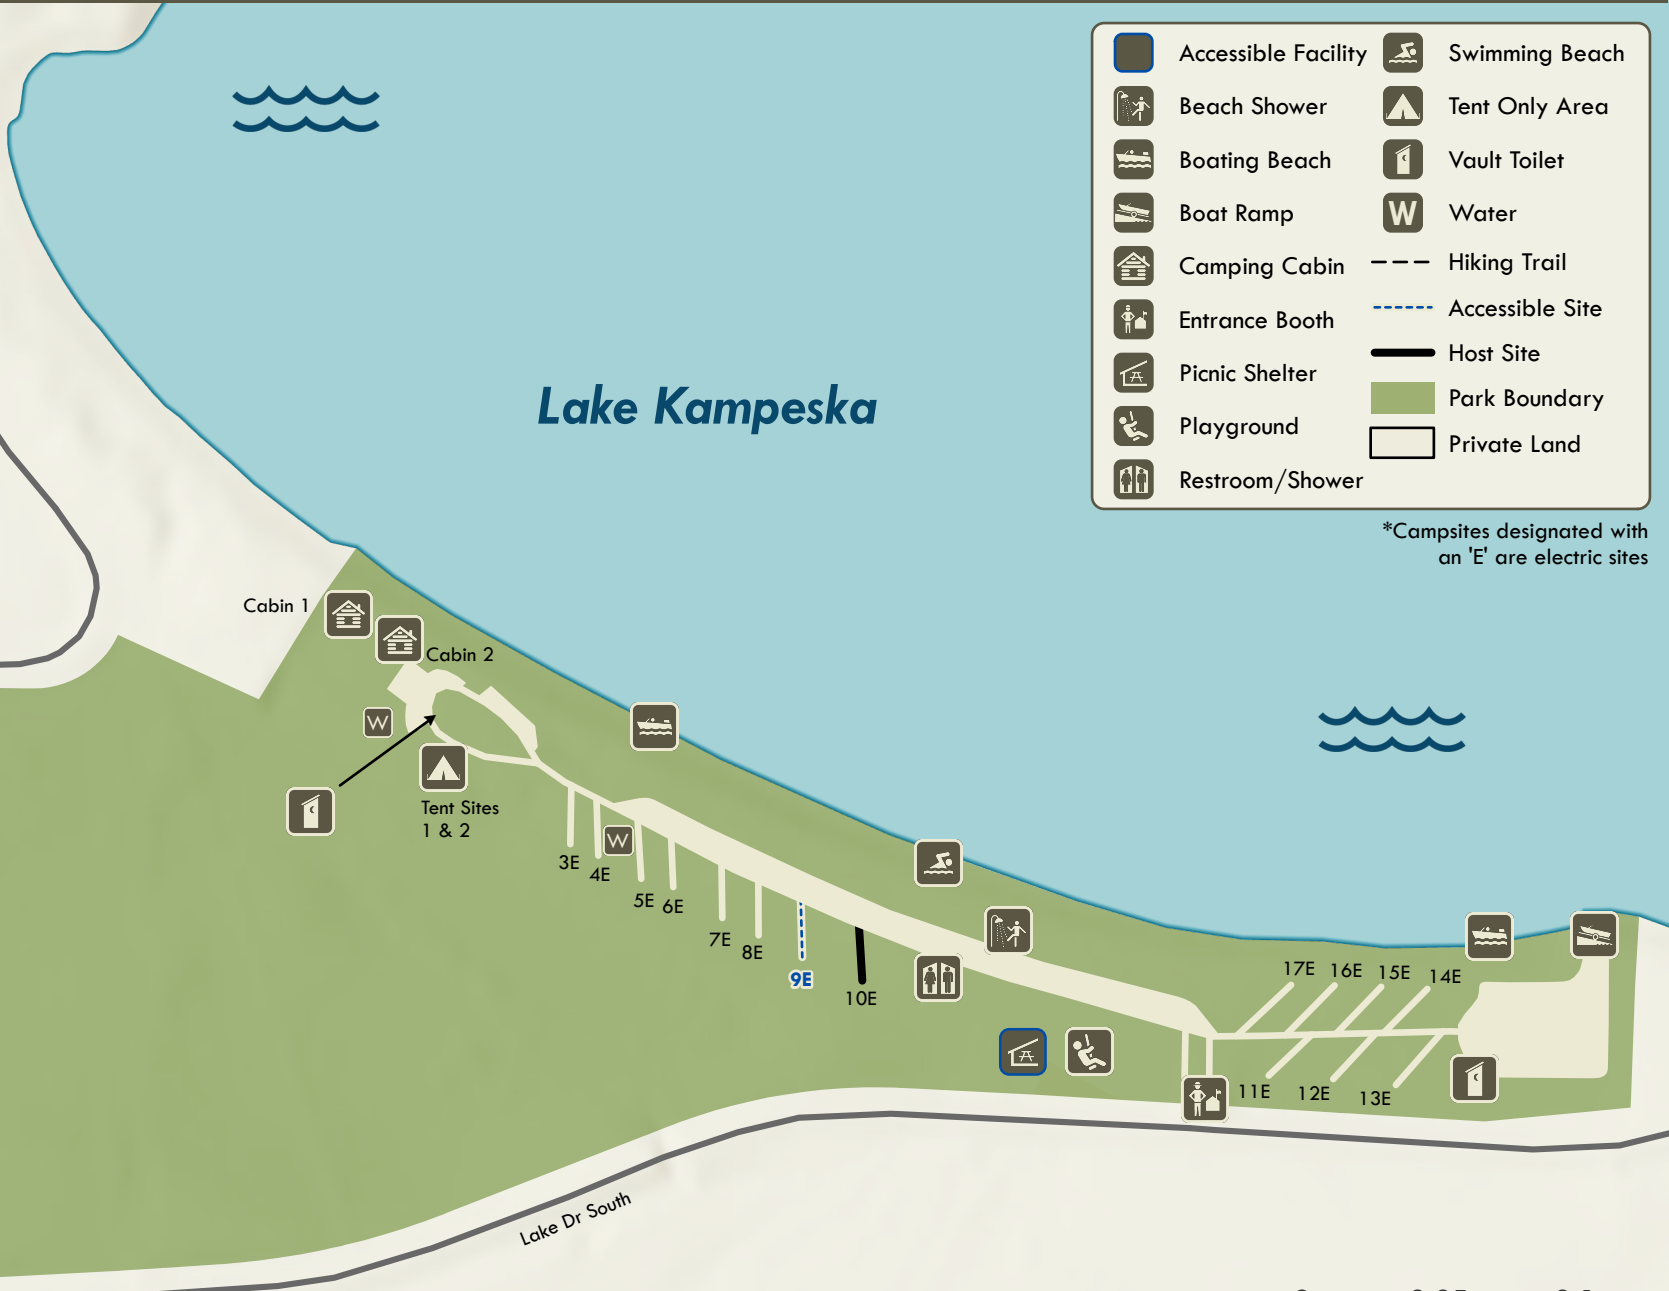 Accessible Facility
Beach Shower
Boating Beach
Boat Ramp
Camping Cabin
Entrance Booth
Picnic Shelter
Playground
Restroom/Shower
Swimming Beach
Tent Only Area
Vault Toilet
W Water
Hiking Trail
Accessible Site
Host Site
Park Boundary
Private Land
*Campsites designated with
an 'E' are electric sites
Lake Kampeska
Cabin 1
Cabin 2
W
Tent Sites
1 & 2
W
3E
4E
5E
6E
7E
8E
9E
10E
17E
16E
15E
14E
11E
12E
13E
Lake Dr South